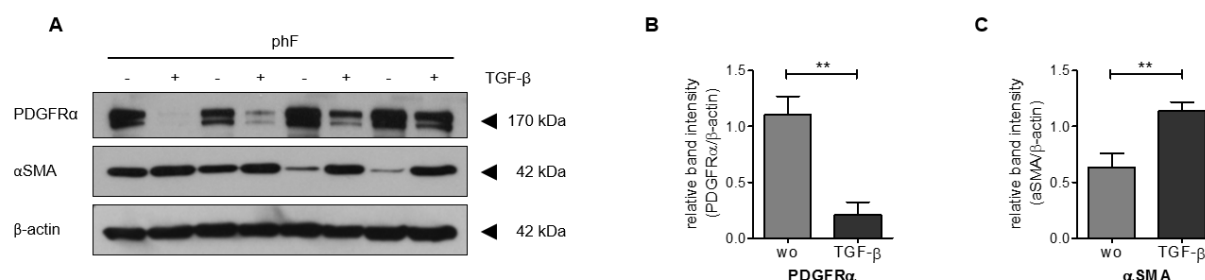 A
phF
- + - + - + - +
TGF-β
PDGFRα
170 kDa
αSMA
42 kDa
β-actin
42 kDa
B
relative band intensity
(PDGFRα/β-actin)
1.5
1.0
0.5
0.0
**
wo
TGF-β
PDGFRα
C
relative band intensity
(aSMA/β-actin)
1.5
1.0
0.5
0.0
**
wo
TGF-β
αSMA